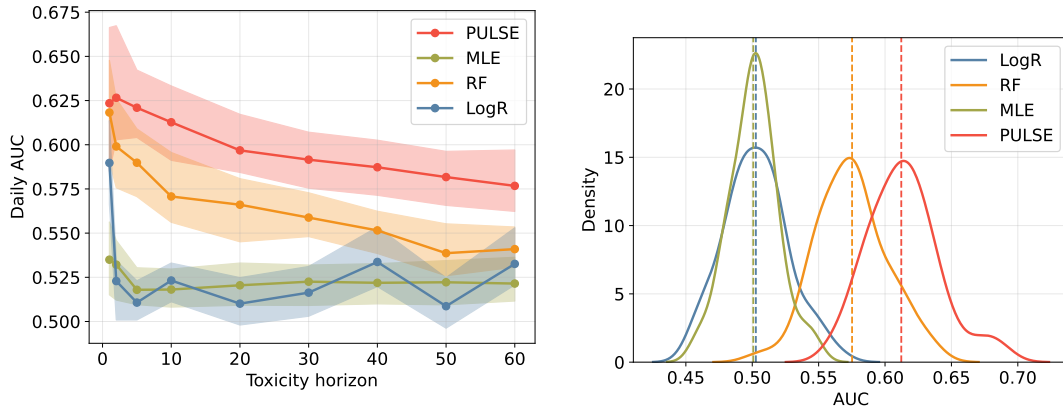 0.675
0.650
0.625
0.600
0.575
0.550
0.525
0.500
Daily AUC
0
10
20
30
40
50
60
Toxicity horizon
PULSE
MLE
RF
LogR
20
15
10
5
0
Density
0.45
0.50
0.55
0.60
0.65
0.70
AUC
LogR
RF
MLE
PULSE